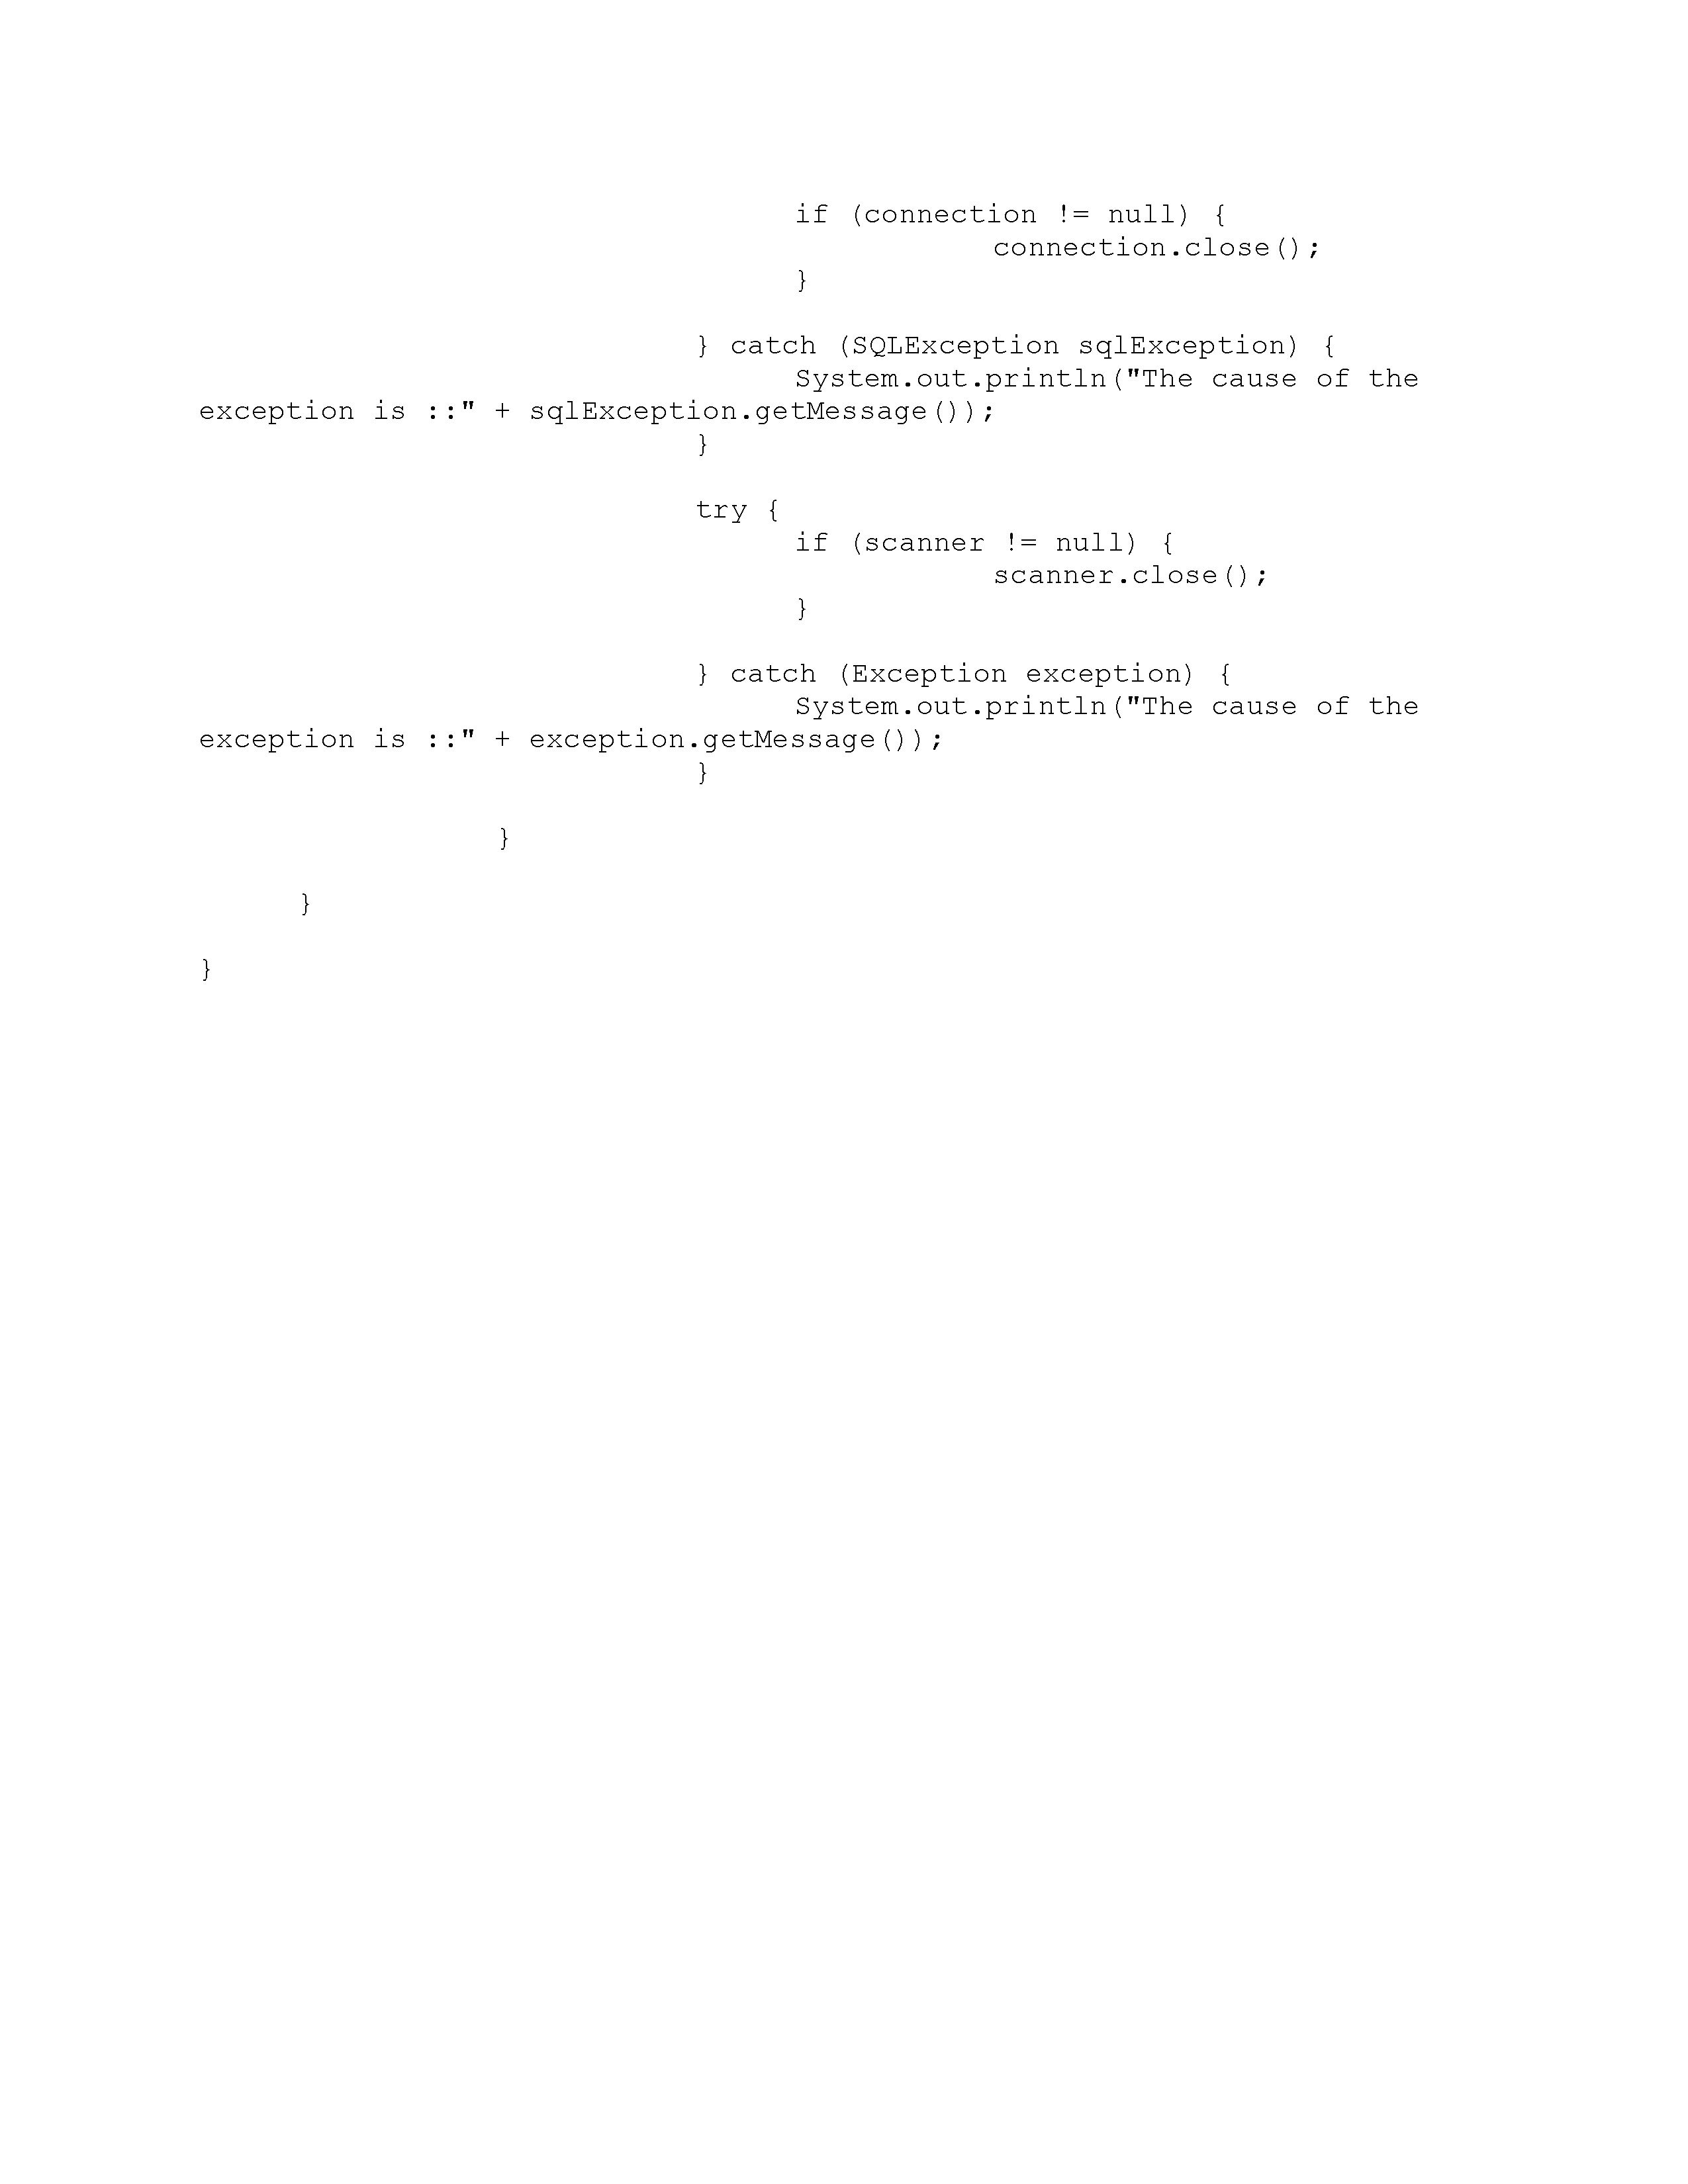 if (connection != null) {
connection.close();
}
} catch (SQLException sqlException) {
System.out.println("The cause of the
exception is ::" + sqlException.getMessage());
}
try {
if (scanner != null) {
scanner.close();
}
} catch (Exception exception) {
System.out.println("The cause of the
exception is ::" + exception.getMessage());
}
}
}
}